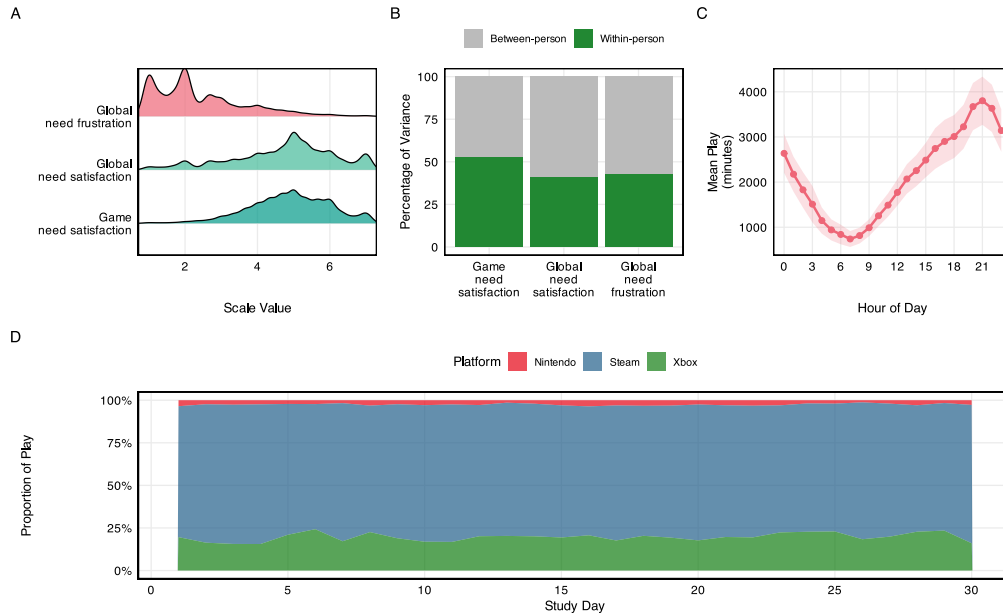 A
Global
need frustration
Global
need satisfaction
Game
need satisfaction
2
4
6
Scale Value
B
Between-person
Within-person
Percentage of Variance
100
75
50
25
0
Game
need
satisfaction
Global
need
satisfaction
Global
need
frustration
C
Mean Play
(minutes)
4000
3000
2000
1000
0
3
6
9
12
15
18
21
Hour of Day
D
Platform
Nintendo
Steam
Xbox
Proportion of Play
100%
75%
50%
25%
0%
0
5
10
15
20
25
30
Study Day